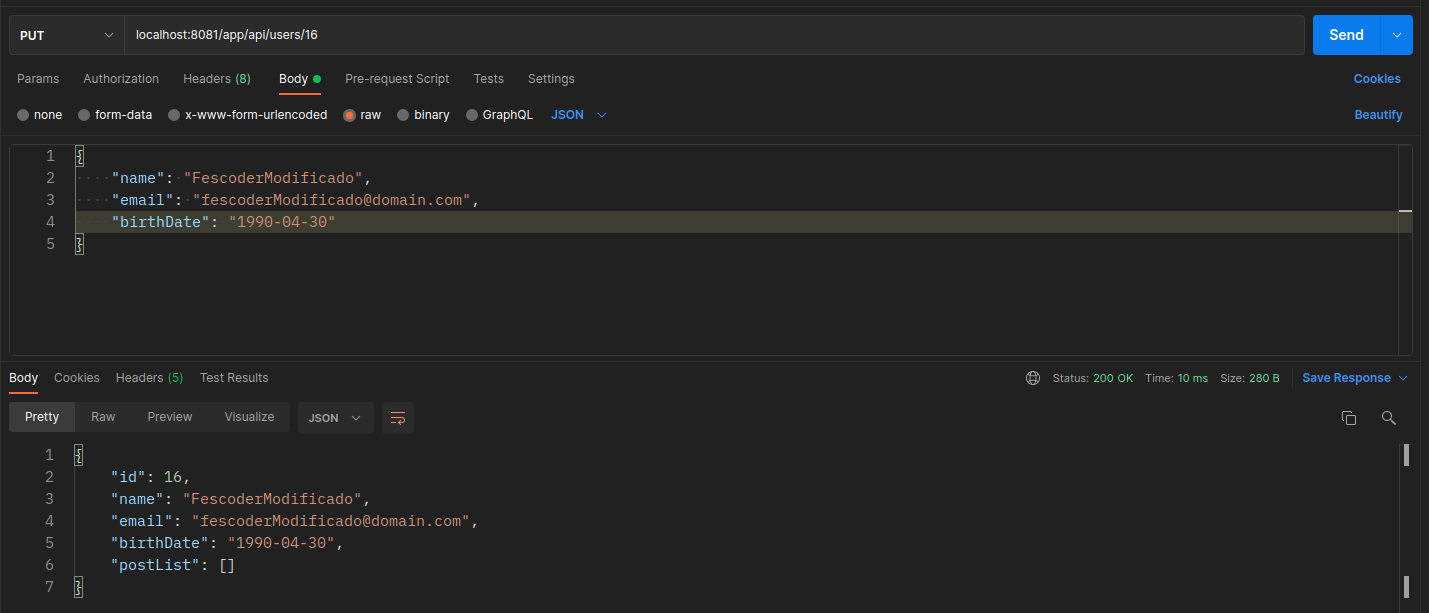 PUT localhost:8081/app/api/users/16 Send
Params Authorization Headers (8) Body Pre-request Script Tests Settings Cookies
none form-data x-www-form-urlencoded raw binary GraphQL JSON Beautify
1 {
2 "name": "FescoderModificado",
3 "email": "fescoderModificado@domain.com",
4 "birthDate": "1990-04-30"
5 }
Body Cookies Headers (5) Test Results Status: 200 OK Time: 10 ms Size: 280 B Save Response
Pretty Raw Preview Visualize JSON
1 {
2 "id": 16,
3 "name": "FescoderModificado",
4 "email": "fescoderModificado@domain.com",
5 "birthDate": "1990-04-30",
6 "postList": []
7 }